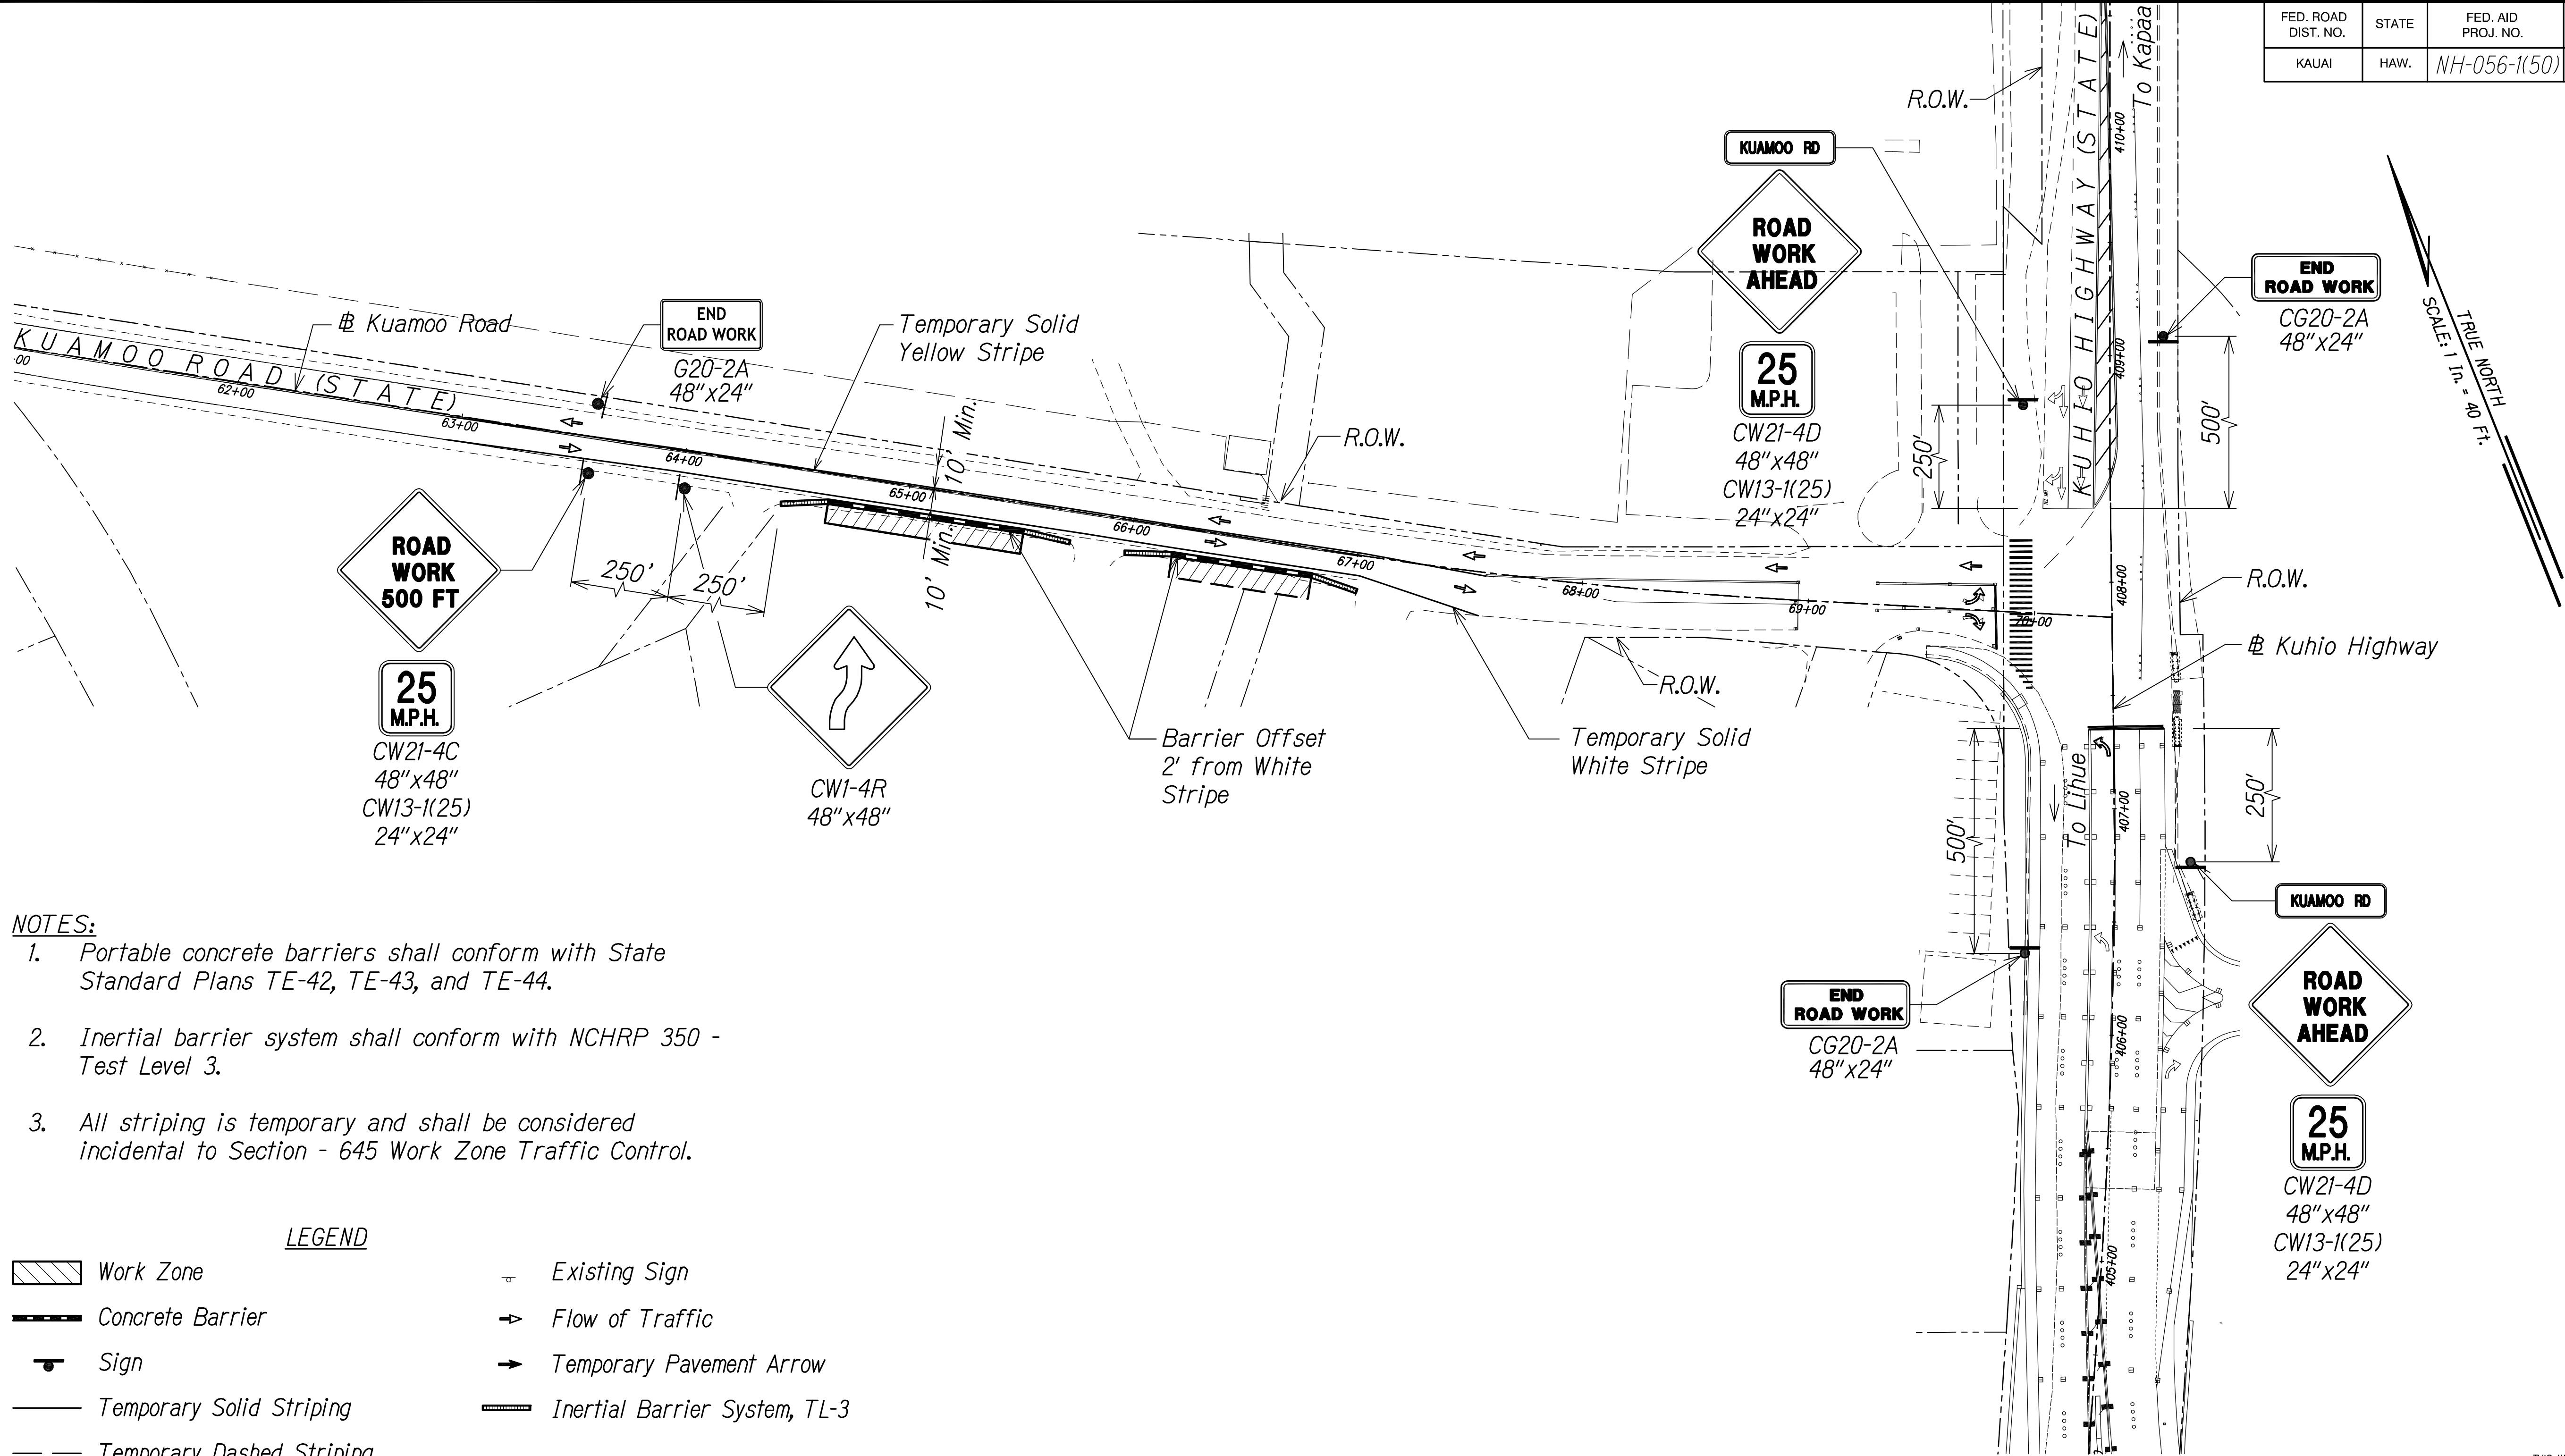 FED. ROAD DIST. NO.
STATE
FED. AID PROJ. NO.
KAUAI
HAW.
NH-056-1(50)
TRUE NORTH
SCALE: 1 In. = 40 Ft.
R.O.W.
KUHIO HIGHWAY (STATE)
To Kapaa
410+00
409+00
408+00
KUAMOO RD
ROAD
WORK
AHEAD
25
M.P.H.
CW21-4D
48"x48"
CW13-1(25)
24"x24"
250'
END
ROAD WORK
CG20-2A
48"x24"
500'
R.O.W.
℄ Kuhio Highway
KUAMOO ROAD (STATE)
℄ Kuamoo Road
END
ROAD WORK
G20-2A
48"x24"
Temporary Solid
Yellow Stripe
R.O.W.
+00
62+00
63+00
64+00
65+00
66+00
67+00
68+00
69+00
70+00
10' Min.
10' Min.
ROAD
WORK
500 FT
25
M.P.H.
CW21-4C
48"x48"
CW13-1(25)
24"x24"
250'
250'
CW1-4R
48"x48"
Barrier Offset
2' from White
Stripe
Temporary Solid
White Stripe
R.O.W.
To Lihue
407+00
406+00
405+00
500'
250'
END
ROAD WORK
CG20-2A
48"x24"
KUAMOO RD
ROAD
WORK
AHEAD
25
M.P.H.
CW21-4D
48"x48"
CW13-1(25)
24"x24"
NOTES:
1. Portable concrete barriers shall conform with State
Standard Plans TE-42, TE-43, and TE-44.
2. Inertial barrier system shall conform with NCHRP 350 -
Test Level 3.
3. All striping is temporary and shall be considered
incidental to Section - 645 Work Zone Traffic Control.
LEGEND
Work Zone
Concrete Barrier
Sign
Temporary Solid Striping
Temporary Dashed Striping
Existing Sign
Flow of Traffic
Temporary Pavement Arrow
Inertial Barrier System, TL-3